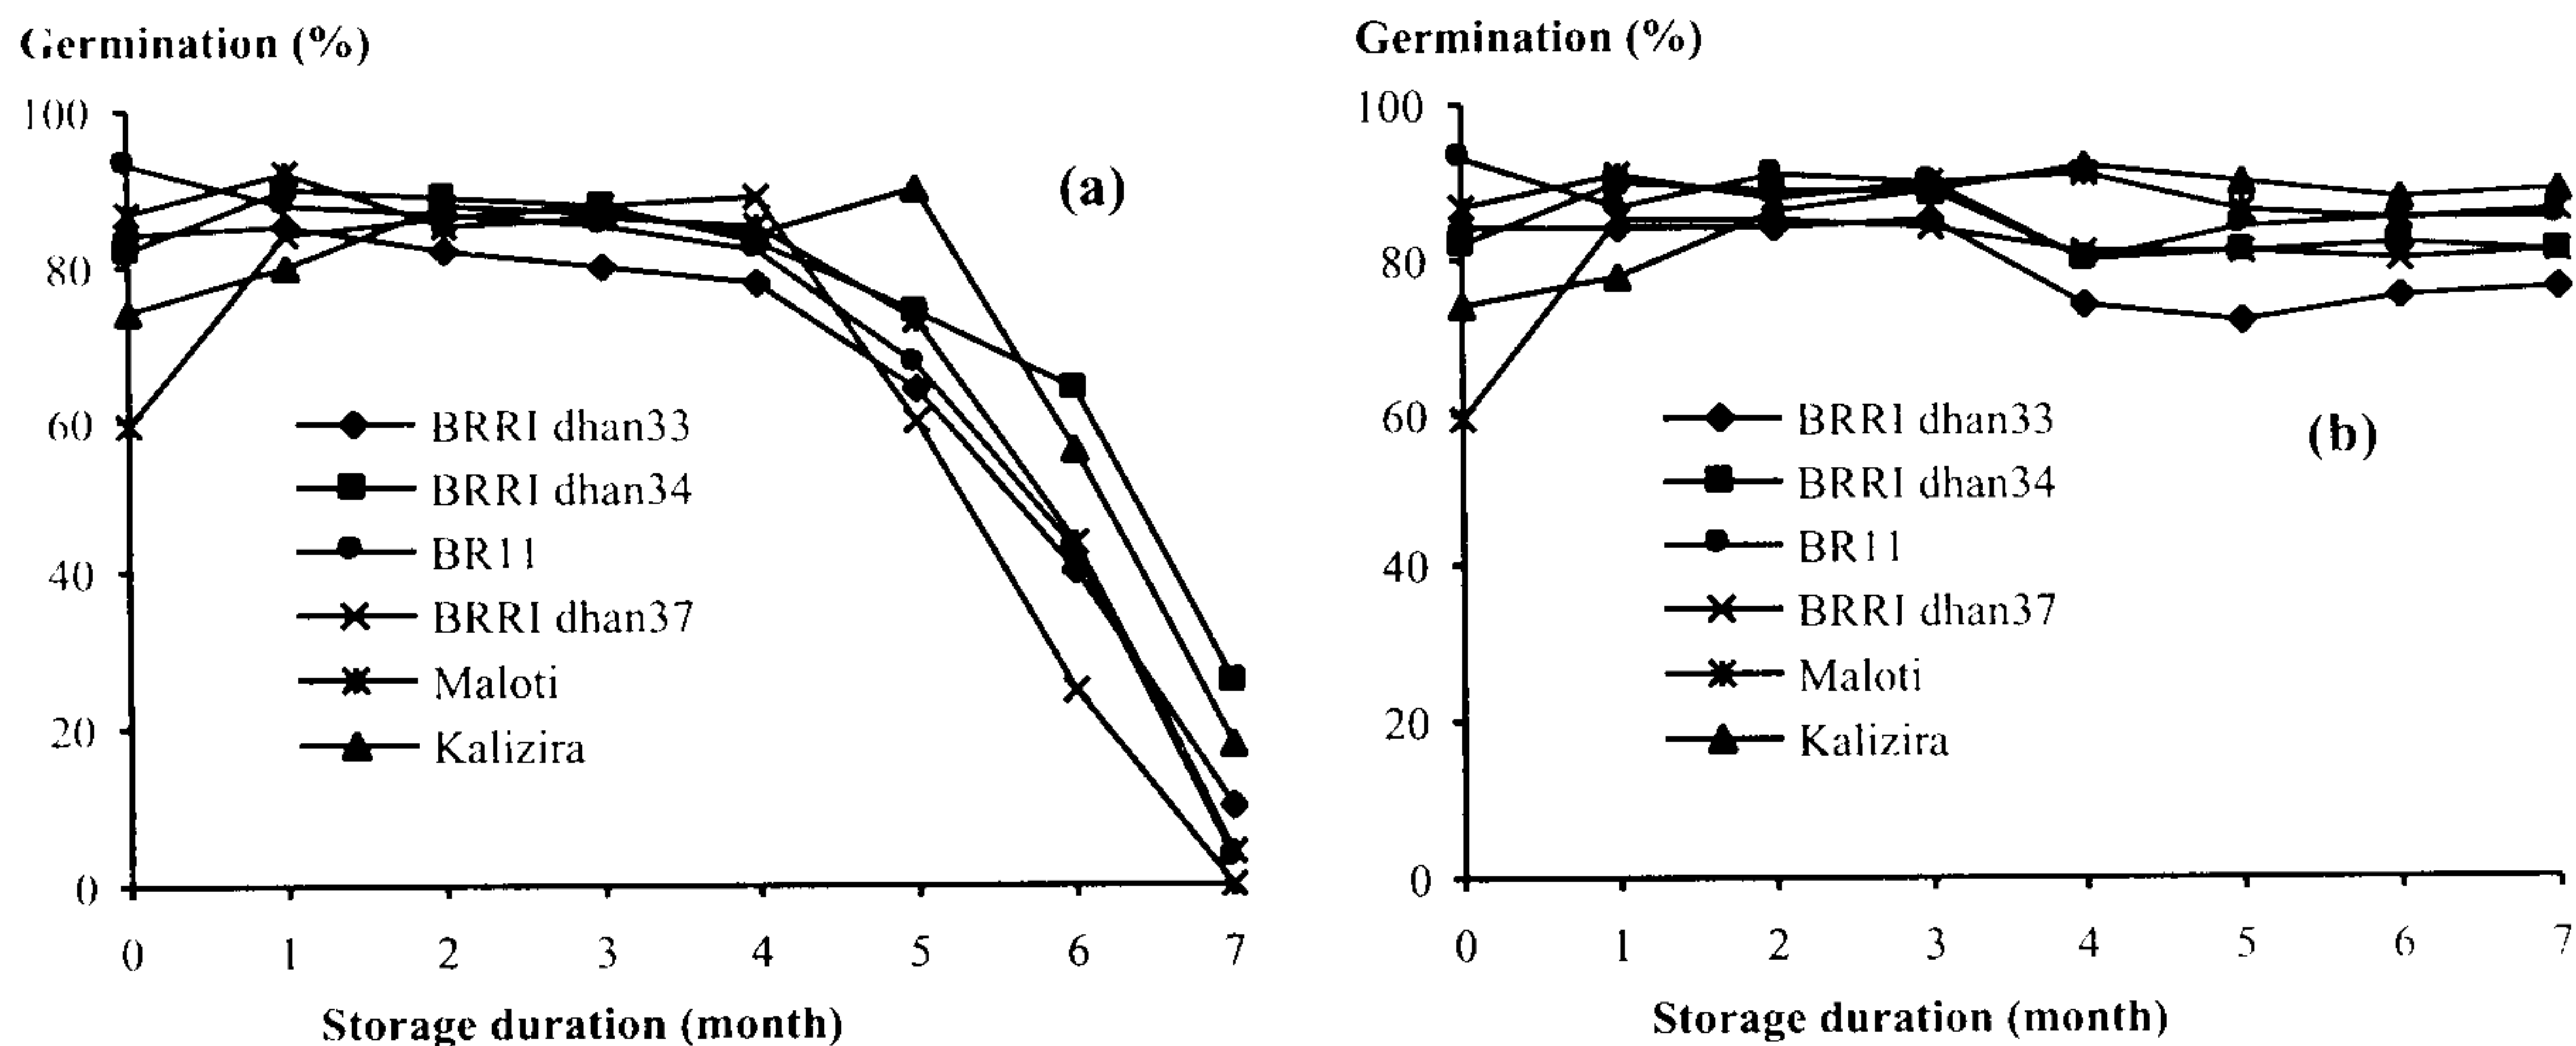 Germination (%)
100
80
60
40
20
0
0 1 2 3 4 5 6 7
Storage duration (month)
(a)
BRRI dhan33
BRRI dhan34
BR11
BRRI dhan37
Maloti
Kalizira
Germination (%)
100
80
60
40
20
0
0 1 2 3 4 5 6 7
Storage duration (month)
(b)
BRRI dhan33
BRRI dhan34
BR11
BRRI dhan37
Maloti
Kalizira